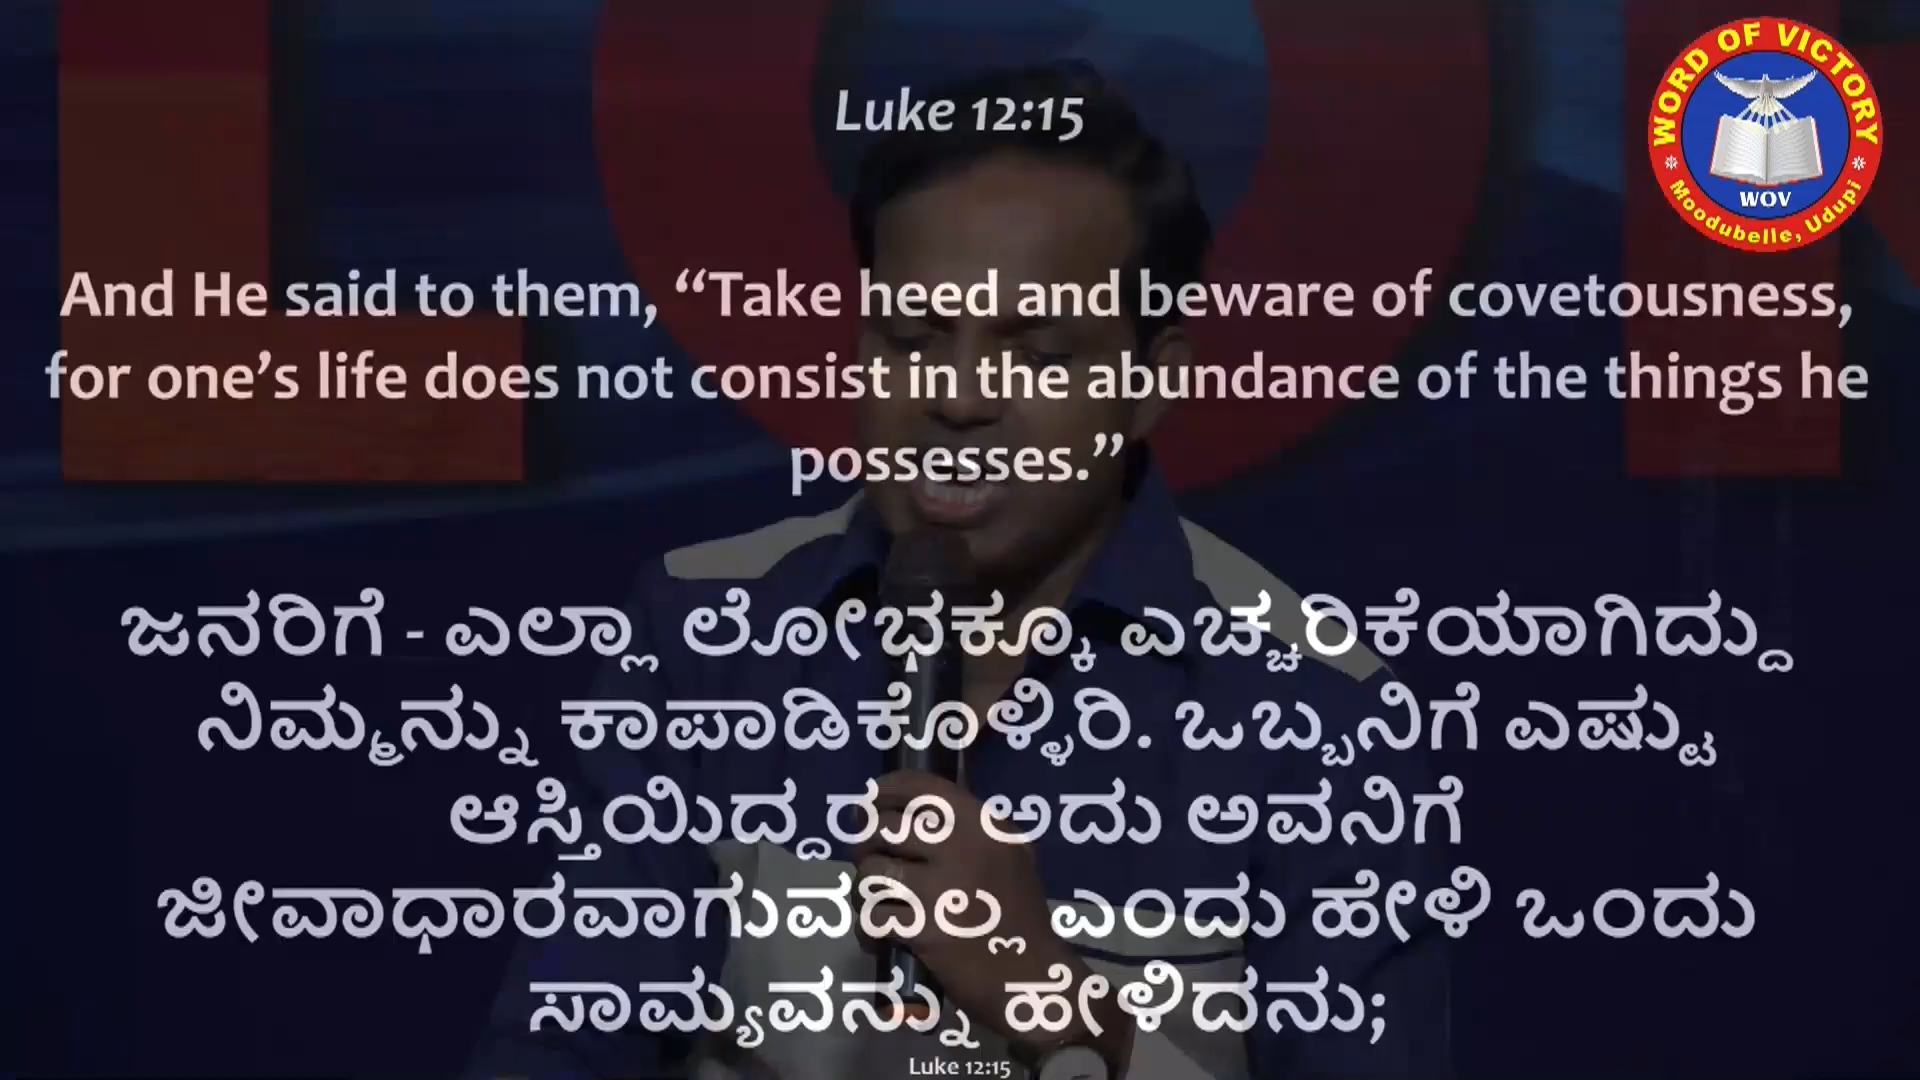 Luke 12:15
WORD OF VICTORY
WOV
Moodubelle, Udupi
And He said to them, “Take heed and beware of covetousness,
for one’s life does not consist in the abundance of the things he
possesses.”
ಜನರಿಗೆ - ಎಲ್ಲಾ ಲೋಭಕ್ಕೂ ಎಚ್ಚರಿಕೆಯಾಗಿದ್ದು
ನಿಮ್ಮನ್ನು ಕಾಪಾಡಿಕೊಳ್ಳಿರಿ. ಒಬ್ಬನಿಗೆ ಎಷ್ಟು
ಆಸ್ತಿಯಿದ್ದರೂ ಅದು ಅವನಿಗೆ
ಜೀವಾಧಾರವಾಗುವದಿಲ್ಲ ಎಂದು ಹೇಳಿ ಒಂದು
ಸಾಮ್ಯವನ್ನು ಹೇಳಿದನು;
Luke 12:15